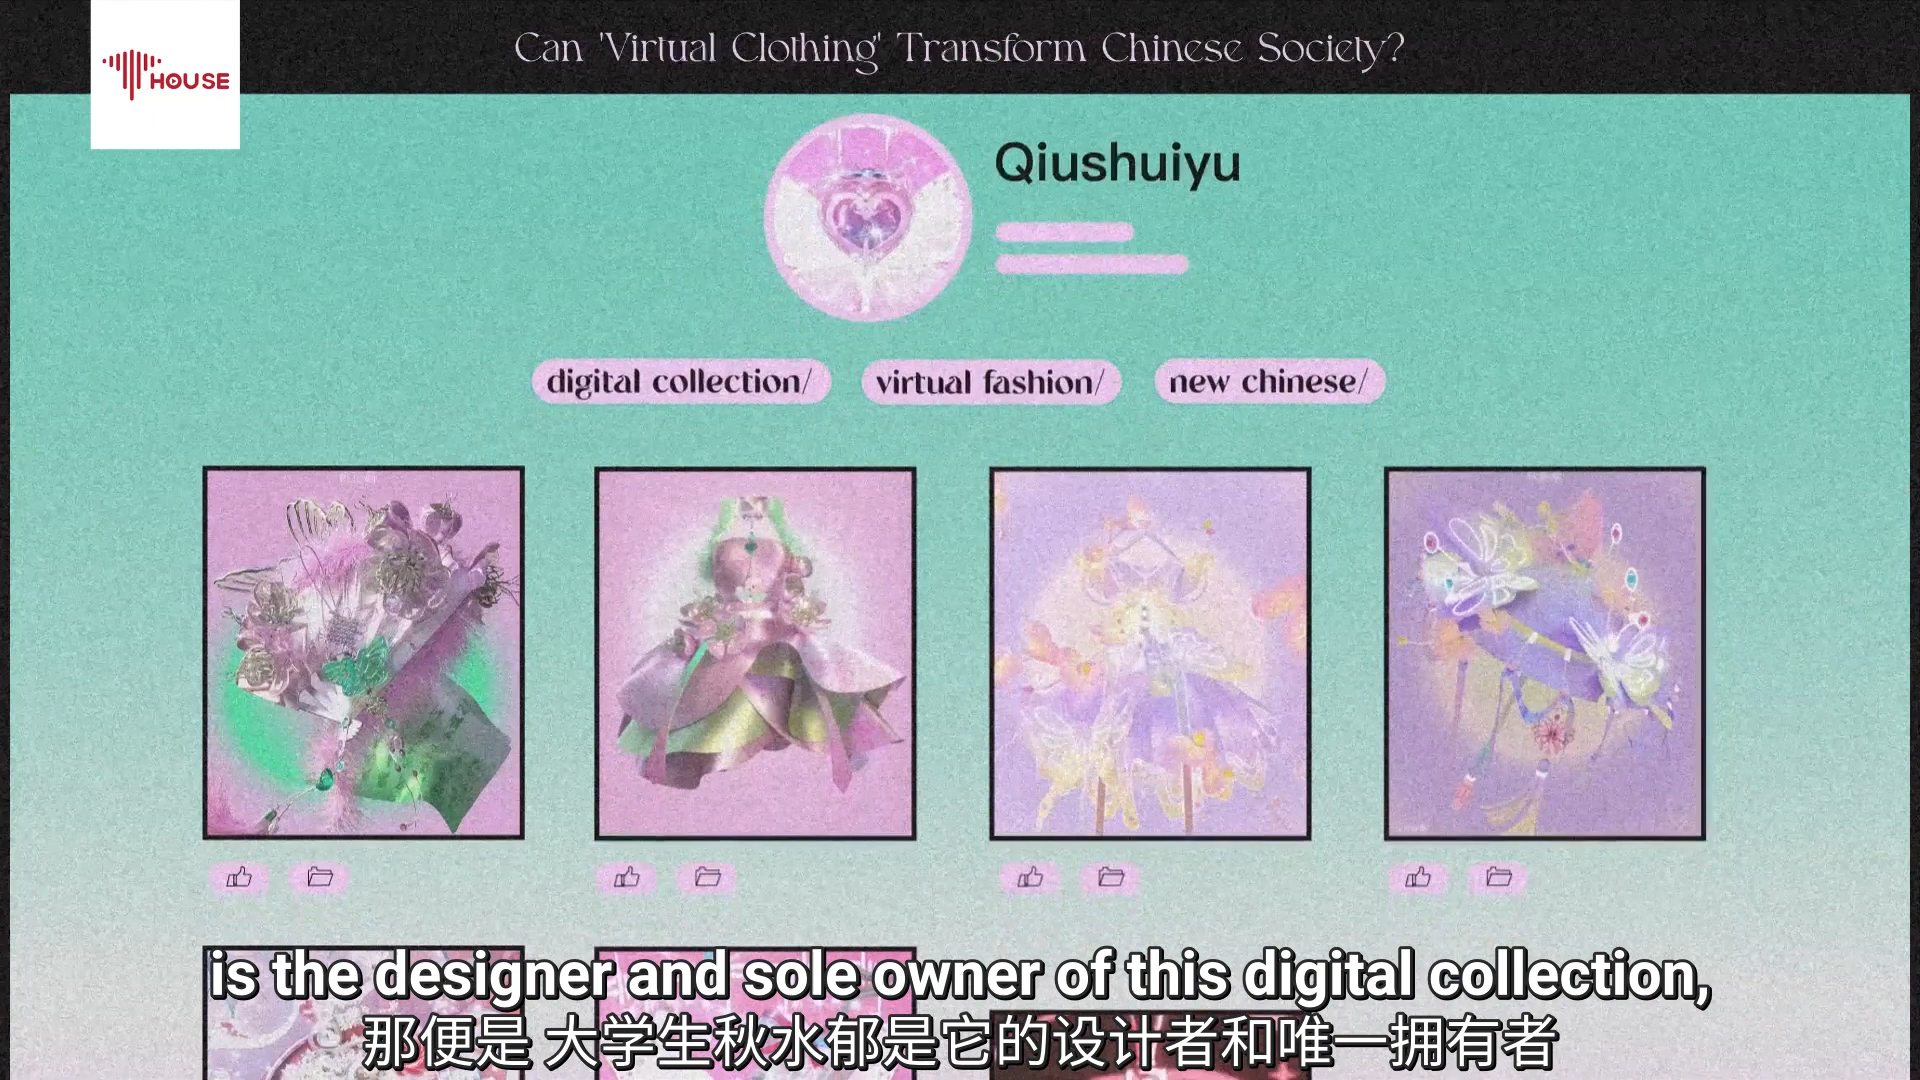 Can 'Virtual Clothing' Transform Chinese Society?
HOUSE
Qiushuiyu
digital collection/
virtual fashion/
new chinese/
is the designer and sole owner of this digital collection,
那便是 大学生秋水郁是它的设计者和唯一拥有者